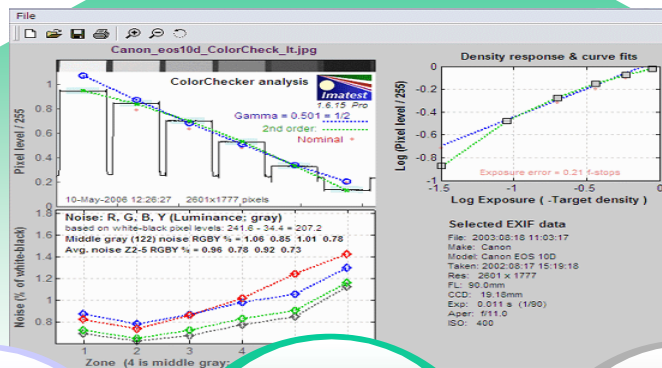 File
Canon_eos10d_ColorCheck_lt.jpg
ColorChecker analysis
Imatest
1.6.15 Pro
Gamma = 0.501 = 1/2
2nd order:
Nominal
Pixel level / 255
1
0.8
0.6
0.4
0.2
0
10-May-2006 12:26:27 2601x1777 pixels
Noise: R, G, B, Y (Luminance; gray)
based on white-black pixel levels: 241.6 - 34.4 = 207.2
Middle gray (122) noise RGBY % = 1.06 0.85 1.01 0.78
Avg. noise Z2-5 RGBY % = 0.96 0.78 0.92 0.73
Noise (% of white-black)
1.8
1.6
1.4
1.2
1
0.8
1 2 3 4
Zone (4 is middle gray;
Density response & curve fits
Log (Pixel level / 255)
0
-0.2
-0.4
-0.6
-0.8
-1
Exposure error = 0.21 f-stops
-1.5 -1 -0.5 0
Log Exposure ( -Target density )
Selected EXIF data
File: 2003:08:18 11:03:17
Make: Canon
Model: Canon EOS 10D
Taken: 2002:08:17 15:19:18
Res: 2601 x 1777
FL: 90.0mm
CCD: 19.18mm
Exp: 0.011 s (1/90)
Aper: f/11.0
ISO: 400